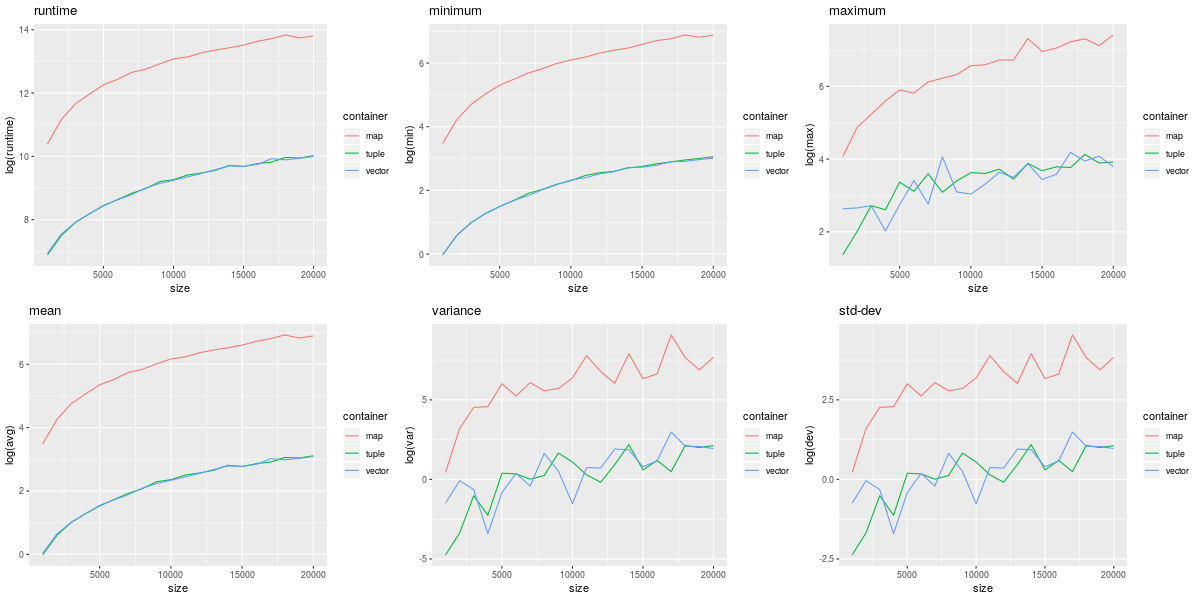 runtime
log(runtime)
14
12
10
8
5000 10000 15000 20000
size
container
map
tuple
vector
minimum
log(min)
6
4
2
0
5000 10000 15000 20000
size
container
map
tuple
vector
maximum
log(max)
6
4
2
5000 10000 15000 20000
size
container
map
tuple
vector
mean
log(avg)
6
4
2
0
5000 10000 15000 20000
size
container
map
tuple
vector
variance
log(var)
5
0
-5
5000 10000 15000 20000
size
container
map
tuple
vector
std-dev
log(dev)
2.5
0.0
-2.5
5000 10000 15000 20000
size
container
map
tuple
vector